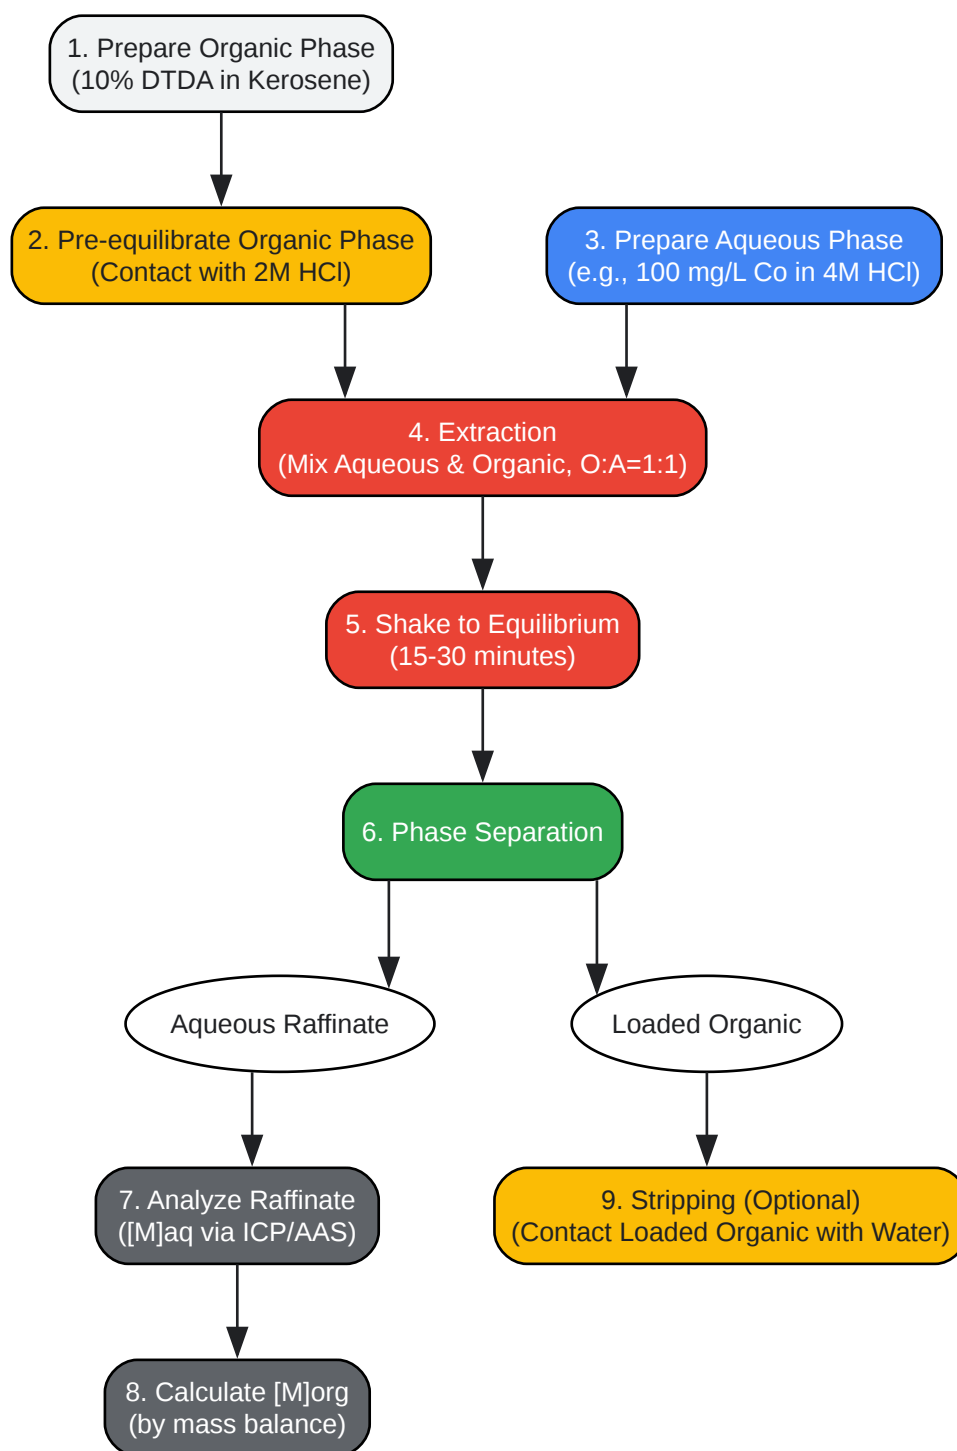 1. Prepare Organic Phase
(10% DTDA in Kerosene)
2. Pre-equilibrate Organic Phase
(Contact with 2M HCl)
3. Prepare Aqueous Phase
(e.g., 100 mg/L Co in 4M HCl)
4. Extraction
(Mix Aqueous & Organic, O:A=1:1)
5. Shake to Equilibrium
(15-30 minutes)
6. Phase Separation
Aqueous Raffinate
Loaded Organic
7. Analyze Raffinate
([M]aq via ICP/AAS)
9. Stripping (Optional)
(Contact Loaded Organic with Water)
8. Calculate [M]org
(by mass balance)